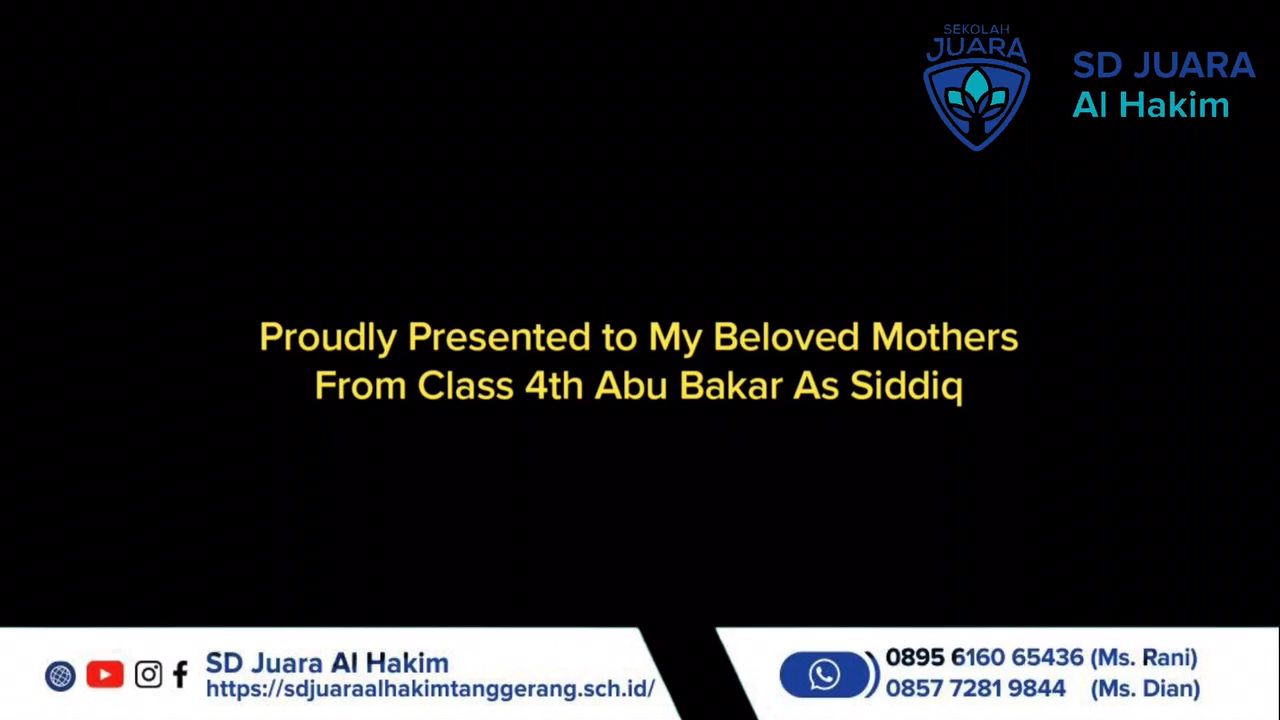 SEKOLAH
JUARA
SD JUARA
Al Hakim
Proudly Presented to My Beloved Mothers
From Class 4th Abu Bakar As Siddiq
SD Juara Al Hakim
https://sdjuaraalhakimtanggerang.sch.id/
0895 6160 65436 (Ms. Rani)
0857 7281 9844 (Ms. Dian)